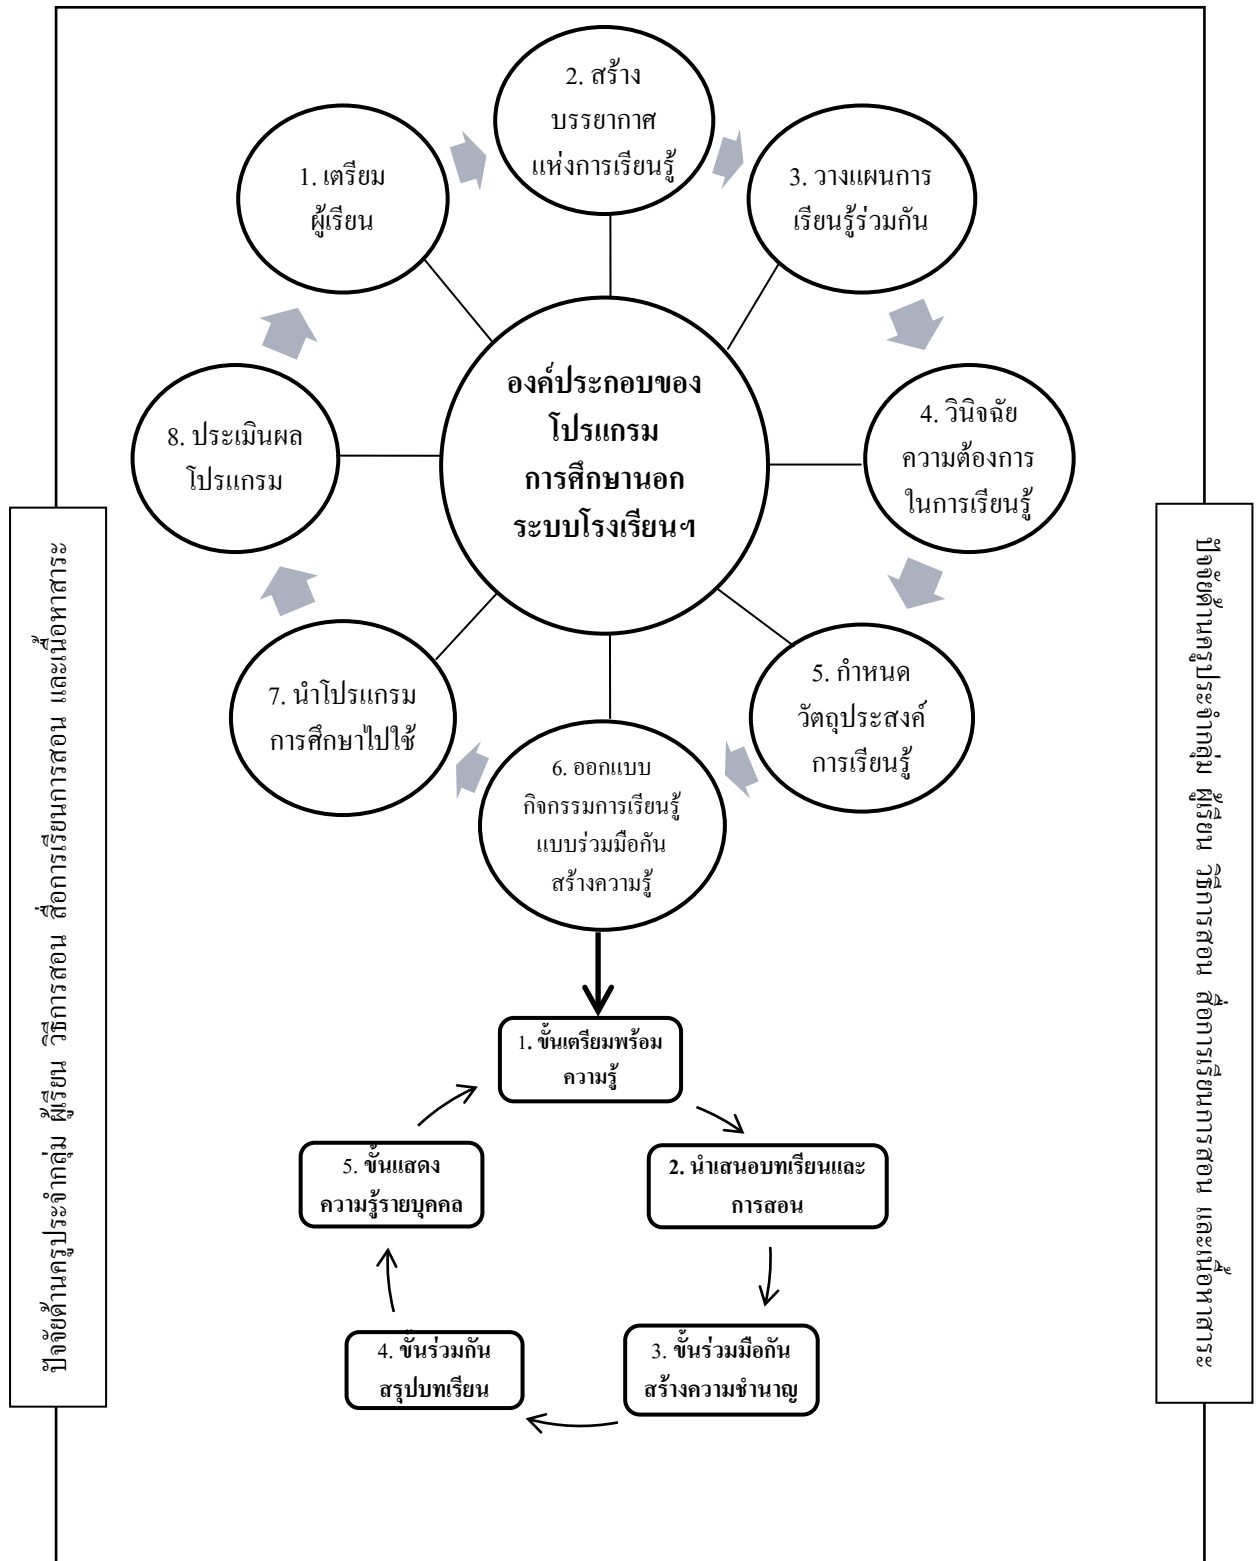 2. สร้าง
บรรยากาศ
แห่งการเรียนรู้
1. เตรียม
ผู้เรียน
3. วางแผนการ
เรียนรู้ร่วมกัน
องค์ประกอบของ
โปรแกรม
การศึกษานอก
ระบบโรงเรียนฯ
8. ประเมินผล
โปรแกรม
4. วินิจฉัย
ความต้องการ
ในการเรียนรู้
7. นำโปรแกรม
การศึกษาไปใช้
5. กำหนด
วัตถุประสงค์
การเรียนรู้
6. ออกแบบ
กิจกรรมการเรียนรู้
แบบร่วมมือกัน
สร้างความรู้
1. ขั้นเตรียมพร้อม
ความรู้
2. นำเสนอบทเรียนและ
การสอน
3. ขั้นร่วมมือกัน
สร้างความชำนาญ
4. ขั้นร่วมกัน
สรุปบทเรียน
5. ขั้นแสดง
ความรู้รายบุคคล
ปัจจัยด้านครูประจำกลุ่ม ผู้เรียน วิธีการสอน สื่อการเรียนการสอน และเนื้อหาสาระ
ปัจจัยด้านครูประจำกลุ่ม ผู้เรียน วิธีการสอน สื่อการเรียนการสอน และเนื้อหาสาระ